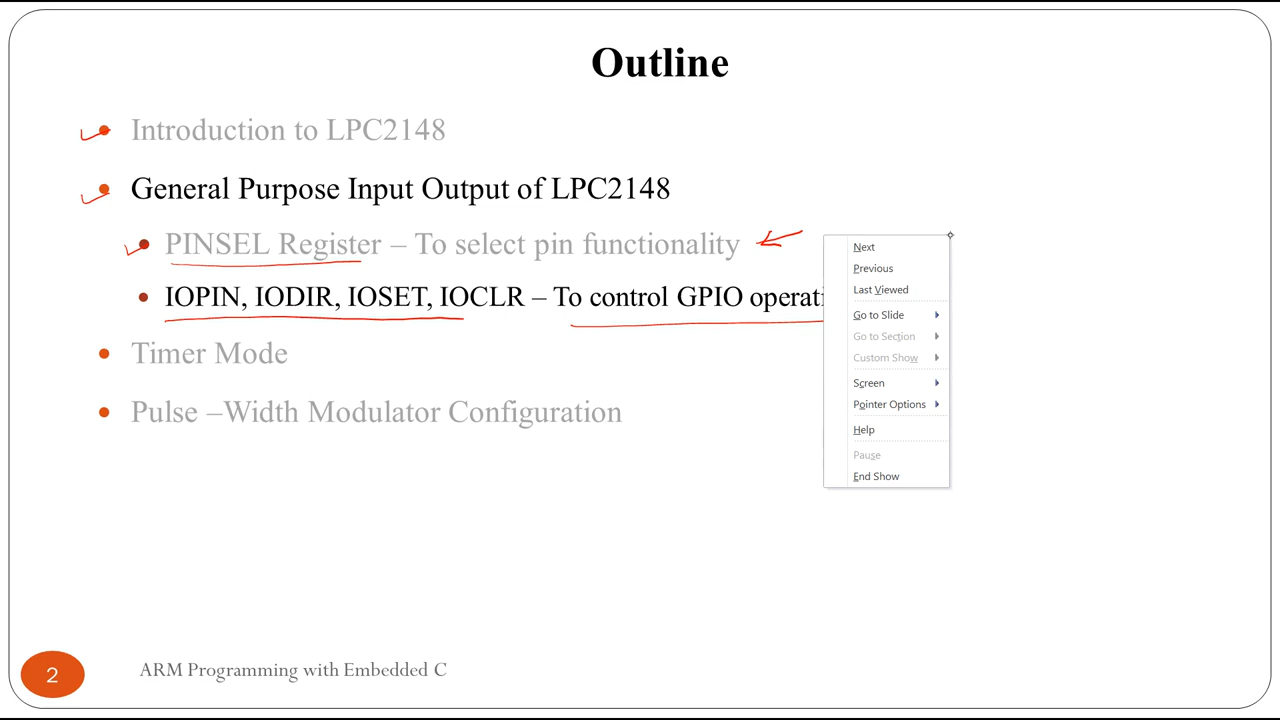 Outline
Introduction to LPC2148
General Purpose Input Output of LPC2148
PINSEL Register – To select pin functionality
IOPIN, IODIR, IOSET, IOCLR – To control GPIO
Timer Mode
Pulse –Width Modulator Configuration
Next
Previous
Last Viewed
Go to Slide
Go to Section
Custom Show
Screen
Pointer Options
Help
Pause
End Show
2
ARM Programming with Embedded C